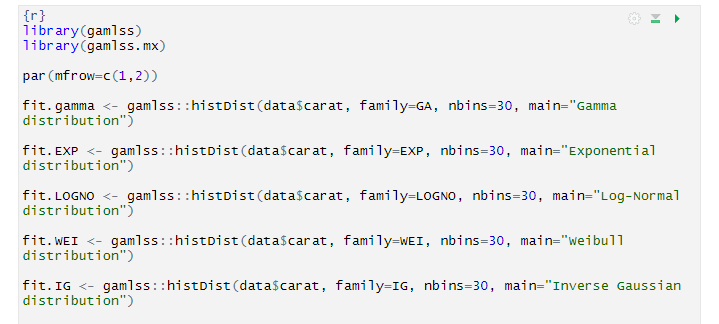 {r}
library(gamlss)
library(gamlss.mx)
par(mfrow=c(1,2))
fit.gamma <- gamlss::histDist(data$carat, family=GA, nbins=30, main="Gamma
distribution")
fit.EXP <- gamlss::histDist(data$carat, family=EXP, nbins=30, main="Exponential
distribution")
fit.LOGNO <- gamlss::histDist(data$carat, family=LOGNO, nbins=30, main="Log-Normal
distribution")
fit.WEI <- gamlss::histDist(data$carat, family=WEI, nbins=30, main="Weibull
distribution")
fit.IG <- gamlss::histDist(data$carat, family=IG, nbins=30, main="Inverse Gaussian
distribution")